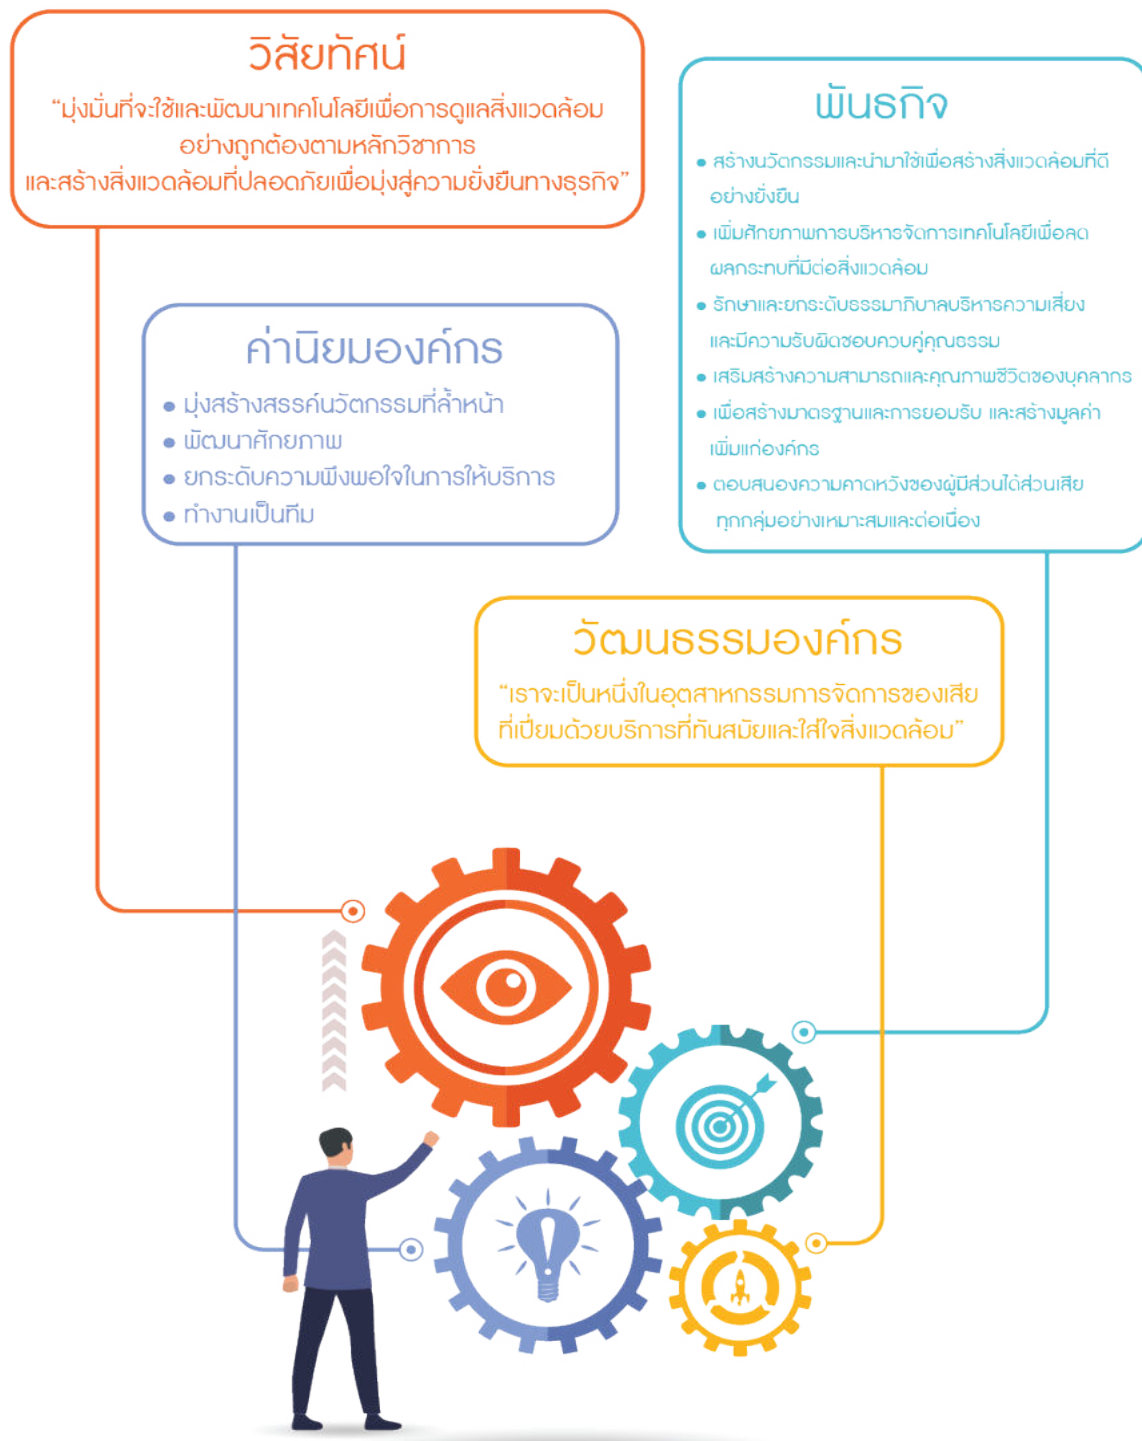 วิสัยทัศน์
“มุ่งมั่นที่จะใช้และพัฒนาเทคโนโลยีเพื่อการดูแลสิ่งแวดล้อม
อย่างถูกต้องตามหลักวิชาการ
และสร้างสิ่งแวดล้อมที่ปลอดภัยเพื่อมุ่งสู่ความยั่งยืนทางธุรกิจ”
พันธกิจ
• สร้างนวัตกรรมและนำมาใช้เพื่อสร้างสิ่งแวดล้อมที่ดี
อย่างยั่งยืน
• เพิ่มศักยภาพการบริหารจัดการเทคโนโลยีเพื่อลด
ผลกระทบที่มีต่อสิ่งแวดล้อม
• รักษาและยกระดับธรรมาภิบาลบริหารความเสี่ยง
และมีความรับผิดชอบควบคู่คุณธรรม
• เสริมสร้างความสามารถและคุณภาพชีวิตของบุคลากร
• เพื่อสร้างมาตรฐานและการยอมรับ และสร้างมูลค่า
เพิ่มแก่องค์กร
• ตอบสนองความคาดหวังของผู้มีส่วนได้ส่วนเสีย
ทุกกลุ่มอย่างเหมาะสมและต่อเนื่อง
ค่านิยมองค์กร
• มุ่งสร้างสรรค์นวัตกรรมที่ล้ำหน้า
• พัฒนาศักยภาพ
• ยกระดับความพึงพอใจในการให้บริการ
• ทำงานเป็นทีม
วัฒนธรรมองค์กร
“เราจะเป็นหนึ่งในอุตสาหกรรมการจัดการของเสีย
ที่เปี่ยมด้วยบริการที่ทันสมัยและใส่ใจสิ่งแวดล้อม”